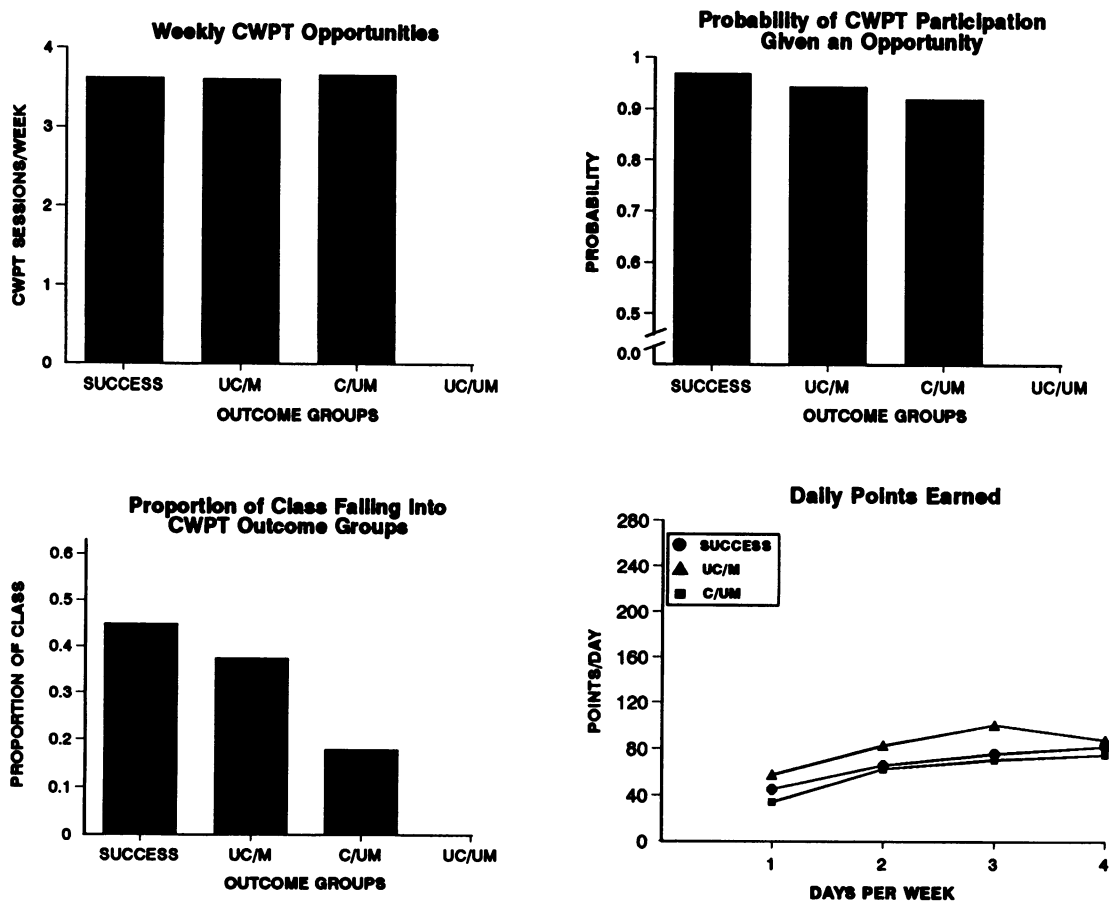 Weekly CWPT Opportunities
4
3
2
1
0
CWPT SESSIONS/WEEK
SUCCESS UC/M C/UM UC/UM
OUTCOME GROUPS
Probability of CWPT Participation
Given an Opportunity
1
0.9
0.8
0.7
0.6
0.5
0.0
PROBABILITY
SUCCESS UC/M C/UM UC/UM
OUTCOME GROUPS
Proportion of Class Falling into
CWPT Outcome Groups
0.6
0.5
0.4
0.3
0.2
0.1
0
PROPORTION OF CLASS
SUCCESS UC/M C/UM UC/UM
OUTCOME GROUPS
Daily Points Earned
280
240
200
160
120
80
40
0
POINTS/DAY
SUCCESS
UC/M
C/UM
1 2 3 4
DAYS PER WEEK